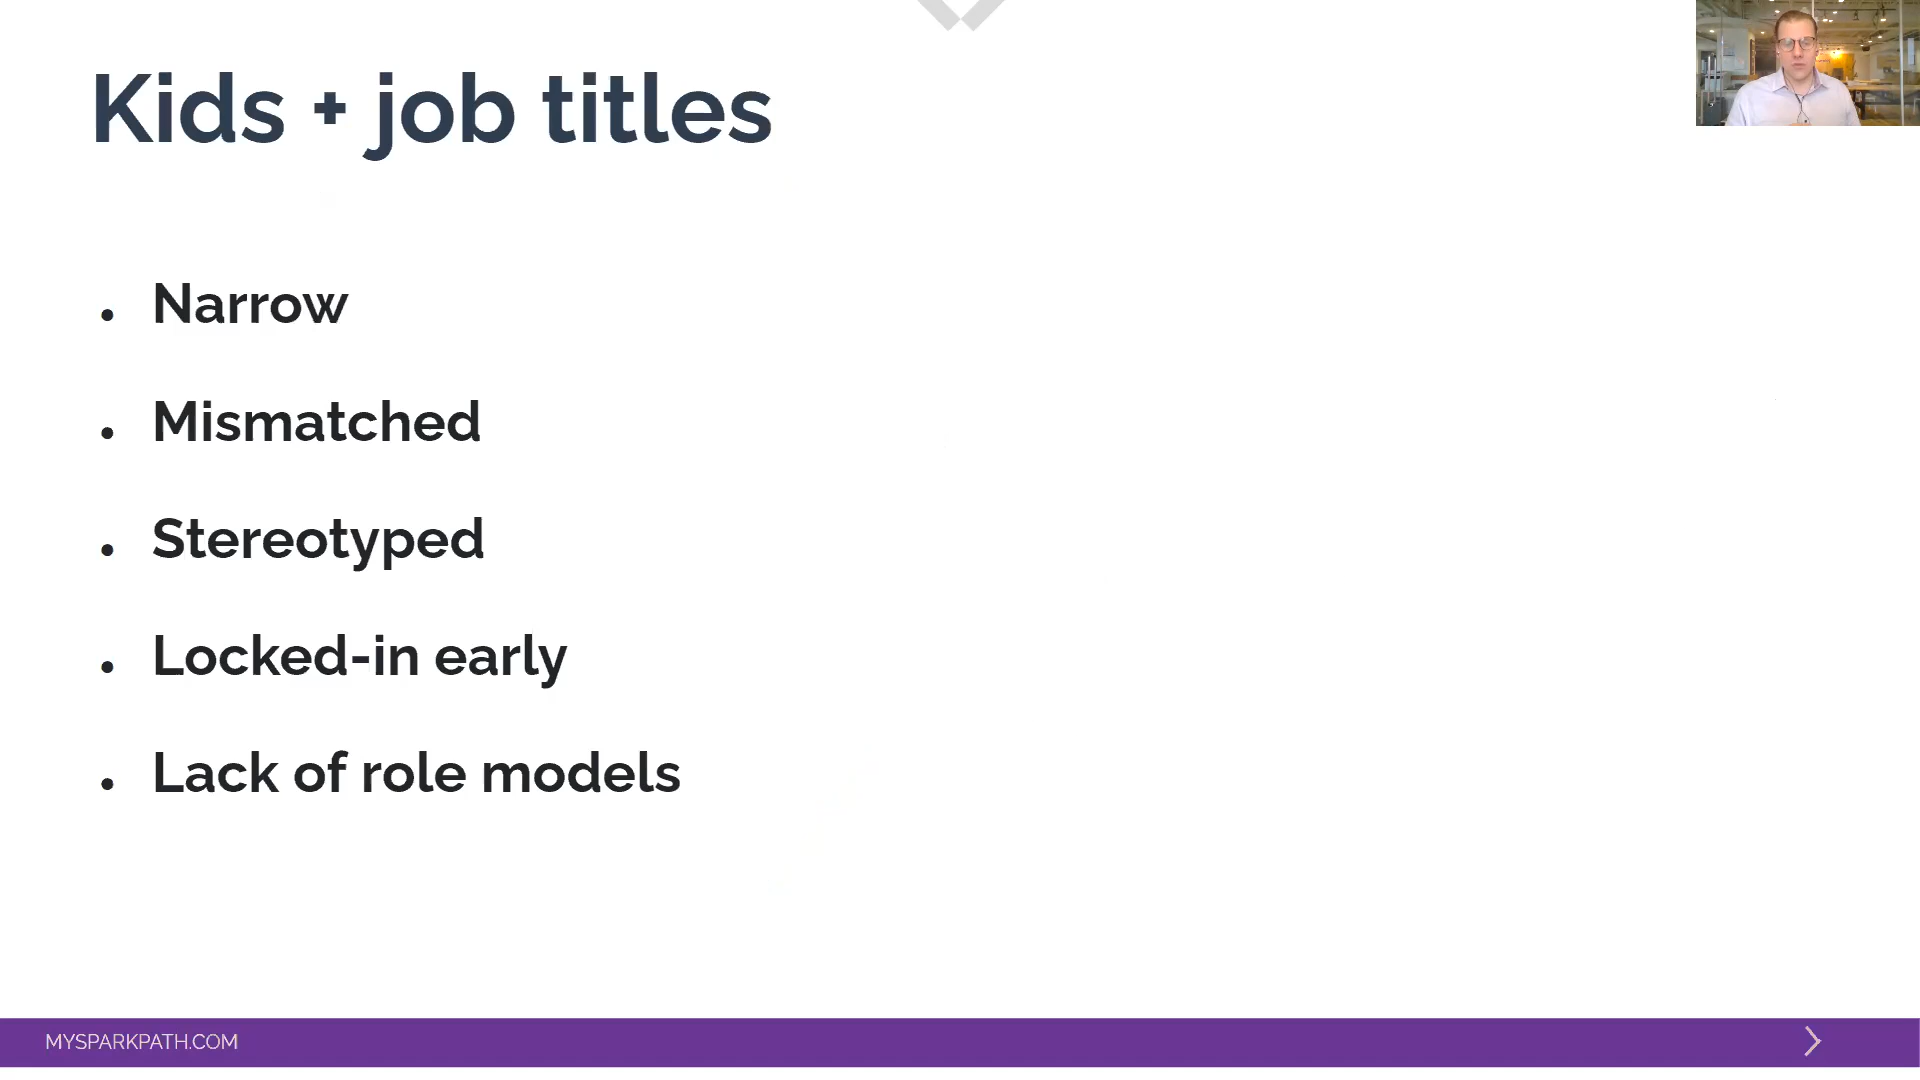 Kids + job titles
• Narrow
• Mismatched
• Stereotyped
• Locked-in early
• Lack of role models
MYSPARKPATH.COM